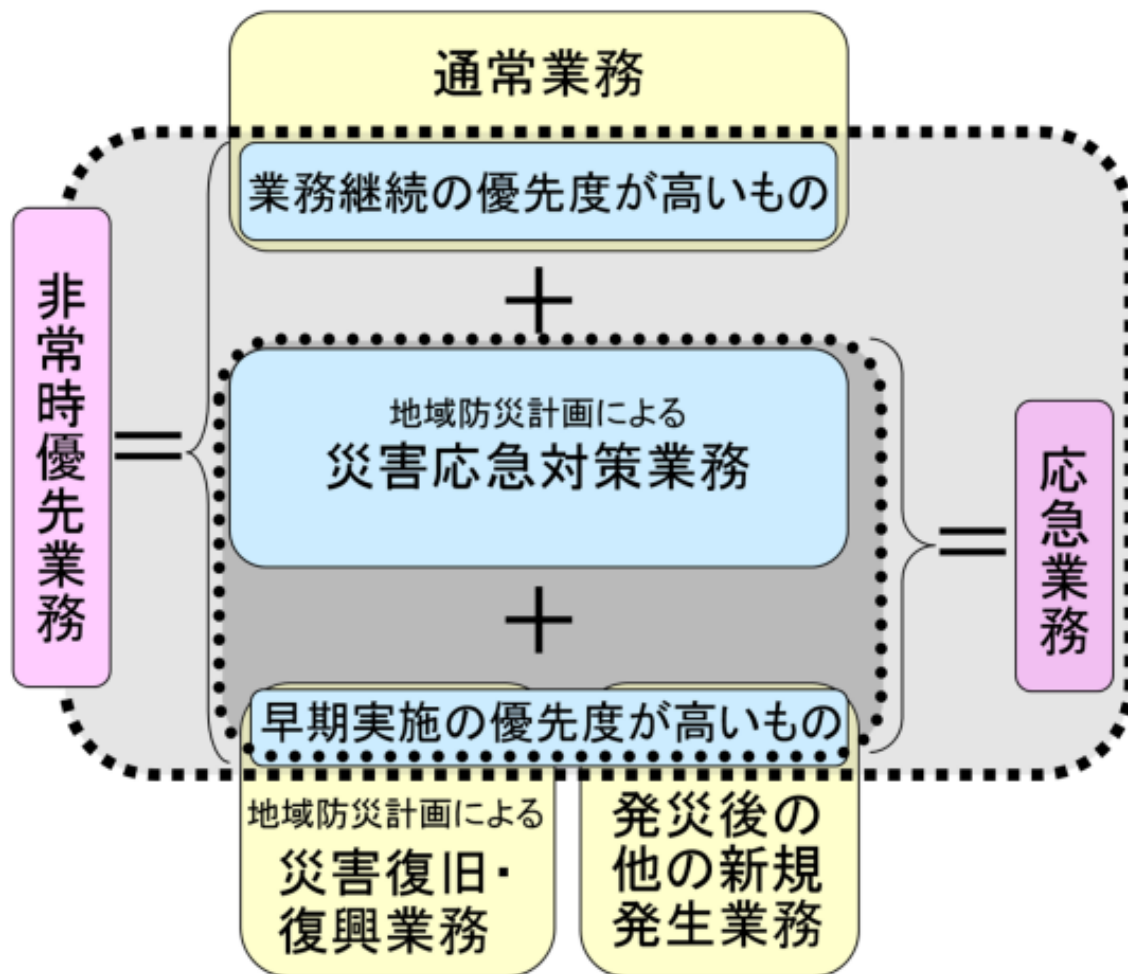 通常業務
業務継続の優先度が高いもの
＋
非常時優先業務
＝
地域防災計画による
災害応急対策業務
＝
応急業務
＋
早期実施の優先度が高いもの
地域防災計画による
災害復旧・
復興業務
発災後の
他の新規
発生業務